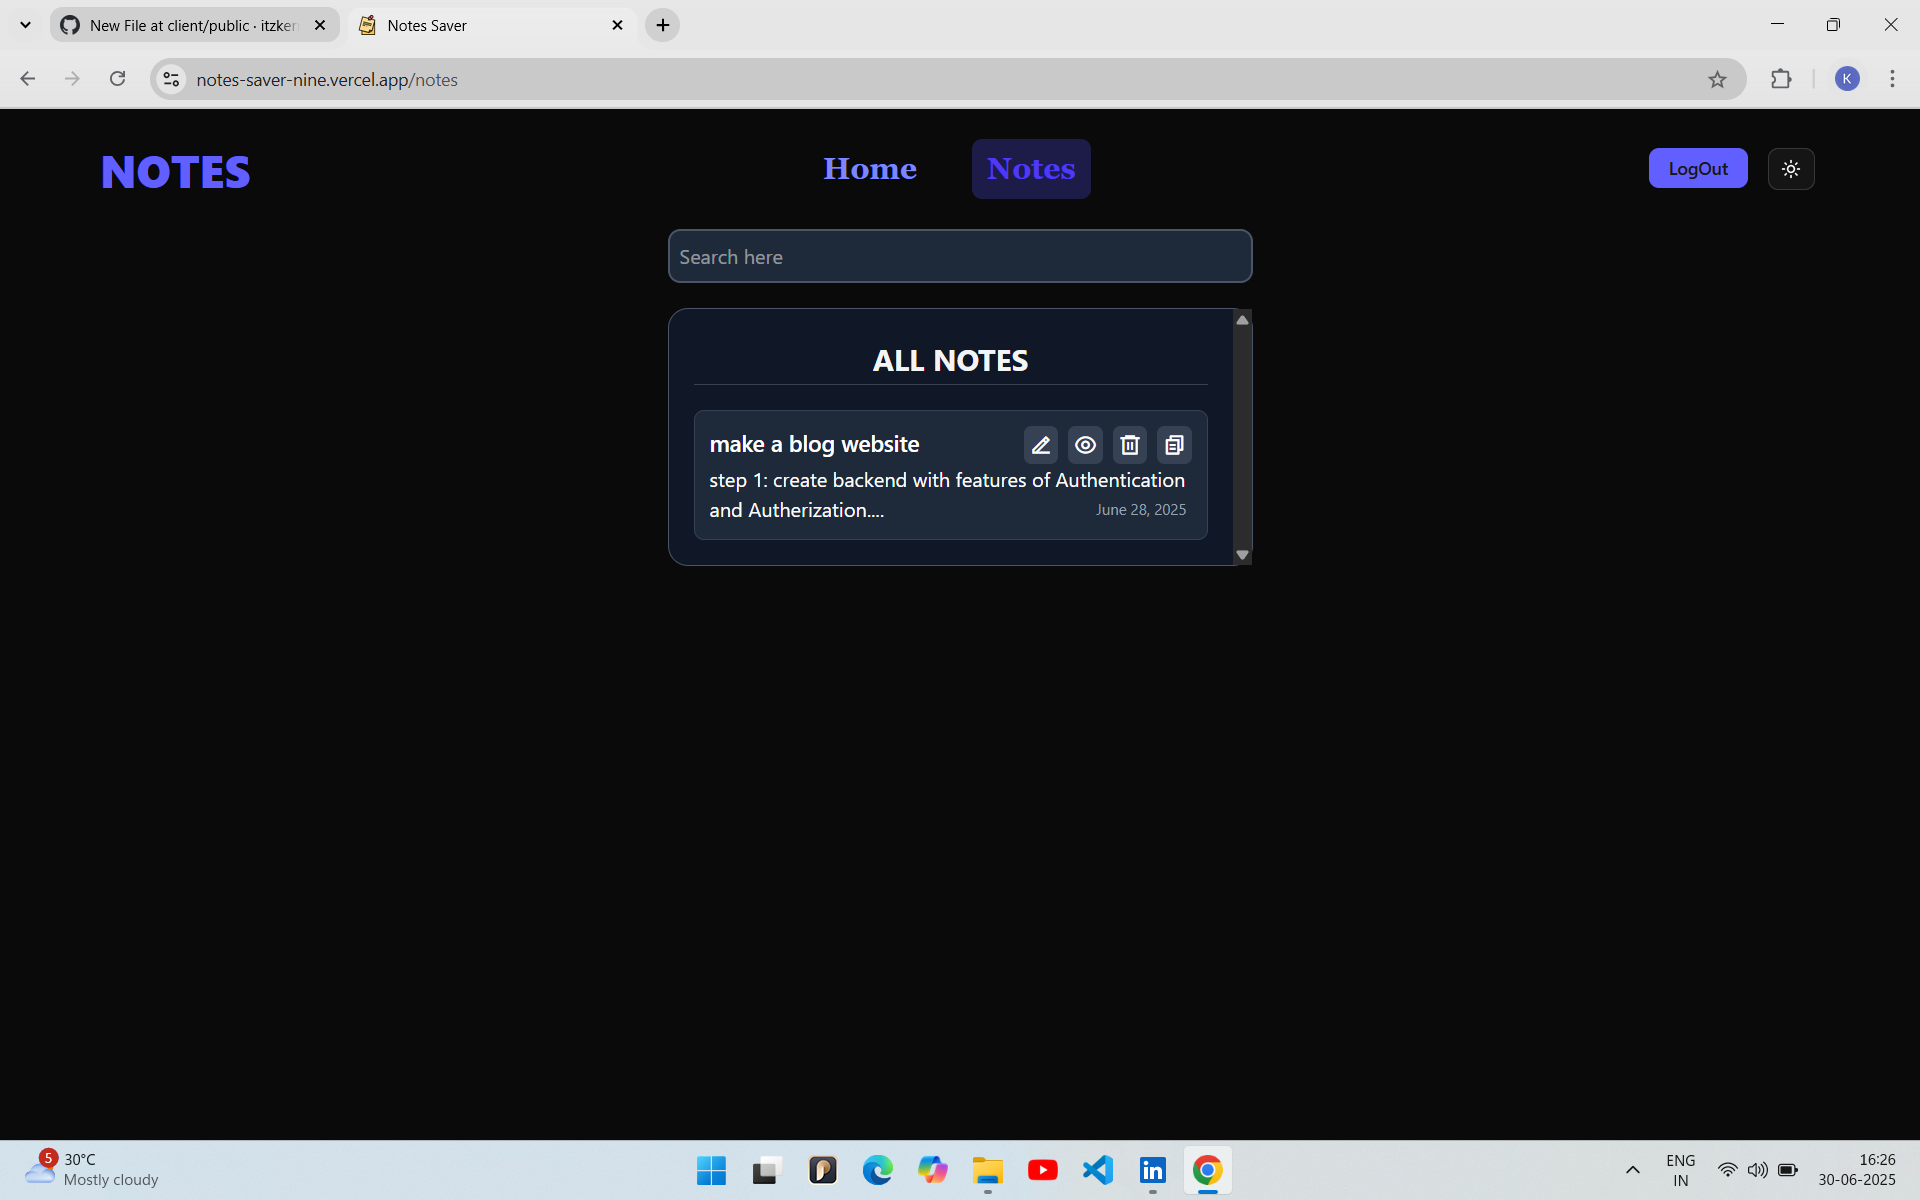 New File at client/public · itzker
Notes Saver
notes-saver-nine.vercel.app/notes
K
NOTES
Home
Notes
LogOut
Search here
ALL NOTES
make a blog website
step 1: create backend with features of Authentication
and Autherization....
June 28, 2025
5
30°C
Mostly cloudy
in
ENG
IN
16:26
30-06-2025